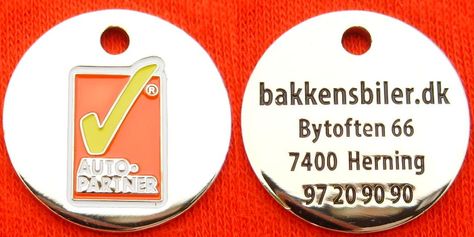 ®
AUTO-
PARTNER
bakkensbiler.dk
Bytoften 66
7400 Herning
97 20 90 90